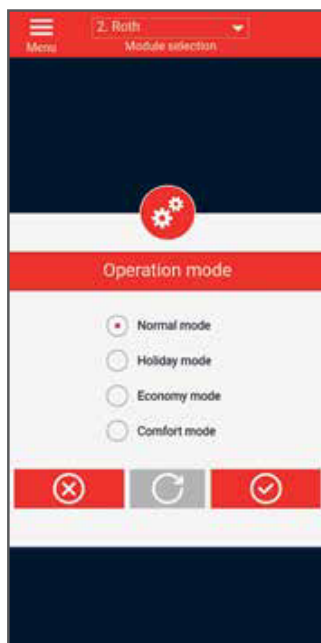 2. Roth
Menu
Module selection
Operation mode
Normal mode
Holiday mode
Economy mode
Comfort mode